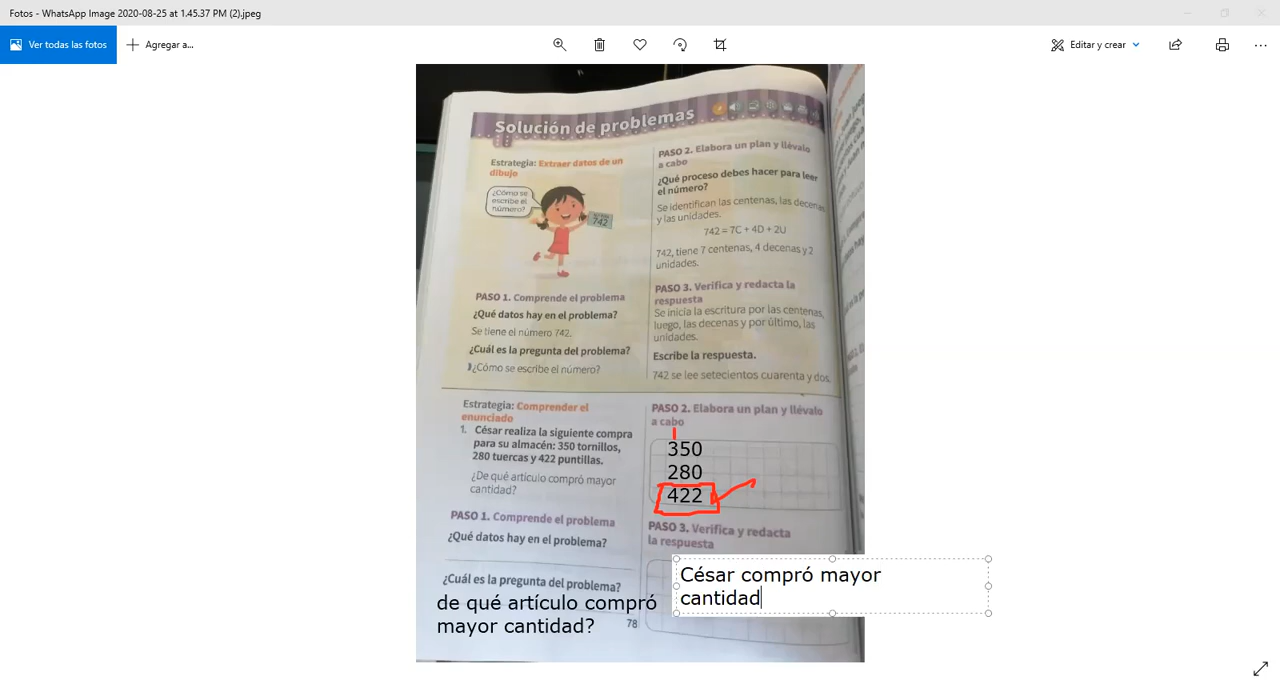 Fotos - WhatsApp Image 2020-08-25 at 1.45.37 PM (2).jpeg
Ver todas las fotos
Agregar a...
Editar y crear
Solución de problemas
Estrategia: Extraer datos de un
dibujo
¿Cómo se
escribe el
número?
742
PASO 1. Comprende el problema
¿Qué datos hay en el problema?
Se tiene el número 742.
¿Cuál es la pregunta del problema?
¿Cómo se escribe el número?
PASO 2. Elabora un plan y llévalo
a cabo
¿Qué proceso debes hacer para leer
el número?
Se identifican las centenas, las decenas
y las unidades.
742 = 7C + 4D + 2U
742, tiene 7 centenas, 4 decenas y 2
unidades.
PASO 3. Verifica y redacta la
respuesta
Se inicia la escritura por las centenas,
luego, las decenas y por último, las
unidades.
Escribe la respuesta.
742 se lee setecientos cuarenta y dos.
Estrategia: Comprender el
enunciado
1. César realiza la siguiente compra
para su almacén: 350 tornillos,
280 tuercas y 422 puntillas.
¿De qué artículo compró mayor
cantidad?
PASO 1. Comprende el problema
¿Qué datos hay en el problema?
¿Cuál es la pregunta del problema?
de qué artículo compró
mayor cantidad?
78
PASO 2. Elabora un plan y llévalo
a cabo
350
280
422
PASO 3. Verifica y redacta
la respuesta
César compró mayor
cantidad